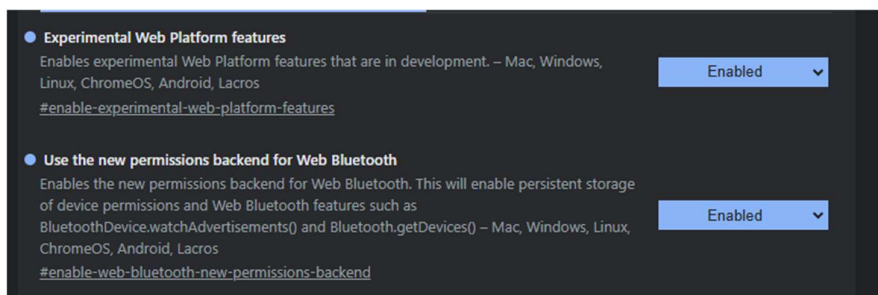 Experimental Web Platform features
Enables experimental Web Platform features that are in development. – Mac, Windows,
Linux, ChromeOS, Android, Lacros
#enable-experimental-web-platform-features
Enabled
Use the new permissions backend for Web Bluetooth
Enables the new permissions backend for Web Bluetooth. This will enable persistent storage
of device permissions and Web Bluetooth features such as
BluetoothDevice.watchAdvertisements() and Bluetooth.getDevices() – Mac, Windows, Linux,
ChromeOS, Android, Lacros
#enable-web-bluetooth-new-permissions-backend
Enabled